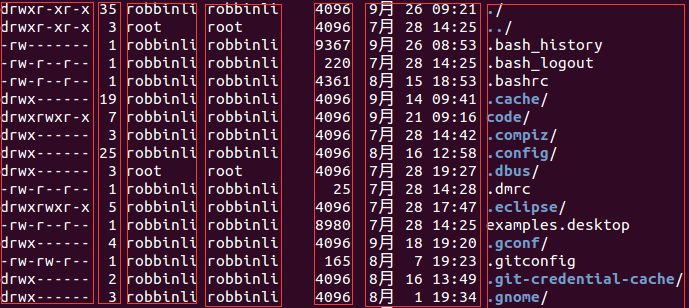 drwxr-xr-x 35 robbinli robbinli 4096 9月 26 09:21 ./
drwxr-xr-x 3 root root 4096 7月 28 14:25 ../
-rw------- 1 robbinli robbinli 9367 9月 26 08:53 .bash_history
-rw-r--r-- 1 robbinli robbinli 220 7月 28 14:25 .bash_logout
-rw-r--r-- 1 robbinli robbinli 4361 8月 15 18:53 .bashrc
drwx------ 19 robbinli robbinli 4096 9月 14 09:41 .cache/
drwxrwxr-x 7 robbinli robbinli 4096 9月 21 09:16 code/
drwx------ 3 robbinli robbinli 4096 7月 28 14:42 .compiz/
drwx------ 25 robbinli robbinli 4096 8月 16 12:58 .config/
drwx------ 3 root root 4096 7月 28 19:27 .dbus/
-rw-r--r-- 1 robbinli robbinli 25 7月 28 14:28 .dmrc
drwxrwxr-x 5 robbinli robbinli 4096 7月 28 17:47 .eclipse/
-rw-r--r-- 1 robbinli robbinli 8980 7月 28 14:25 examples.desktop
drwx------ 4 robbinli robbinli 4096 9月 18 19:20 .gconf/
-rw-rw-r-- 1 robbinli robbinli 165 8月 7 19:23 .gitconfig
drwx------ 2 robbinli robbinli 4096 8月 16 13:49 .git-credential-cache/
drwx------ 3 robbinli robbinli 4096 8月 1 19:34 .gnome/